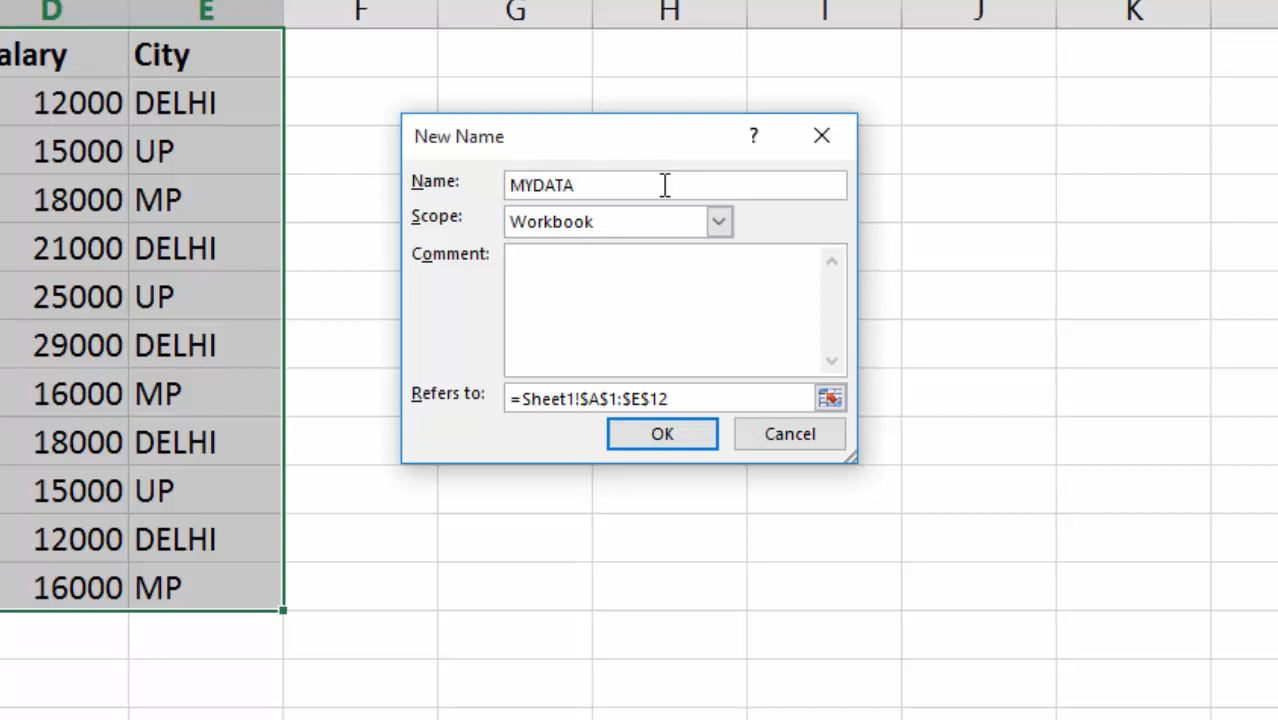 D E F G H I J K
alary City
12000 DELHI
15000 UP
18000 MP
21000 DELHI
25000 UP
29000 DELHI
16000 MP
18000 DELHI
15000 UP
12000 DELHI
16000 MP
New Name ?
Name: MYDATA
Scope: Workbook
Comment:
Refers to: =Sheet1!$A$1:$E$12
OK Cancel